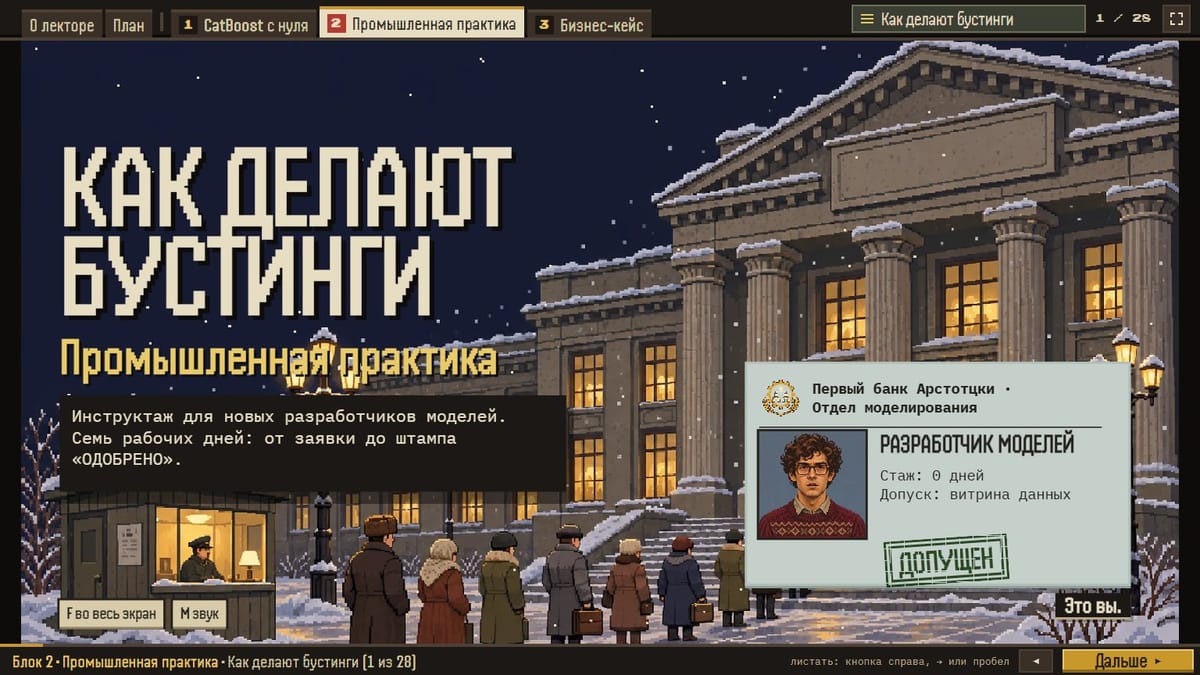 О лекторе
План
1 CatBoost с нуля
2 Промышленная практика
3 Бизнес-кейс
Как делают бустинги
1 / 28
КАК ДЕЛАЮТ
БУСТИНГИ
Промышленная практика
Инструктаж для новых разработчиков моделей.
Семь рабочих дней: от заявки до штампа
«ОДОБРЕНО».
Первый банк Арстотцки ·
Отдел моделирования
РАЗРАБОТЧИК МОДЕЛЕЙ
Стаж: 0 дней
Допуск: витрина данных
ДОПУЩЕН
Это вы.
F во весь экран
M звук
Блок 2 · Промышленная практика · Как делают бустинги (1 из 28)
листать: кнопка справа, → или пробел
Дальше